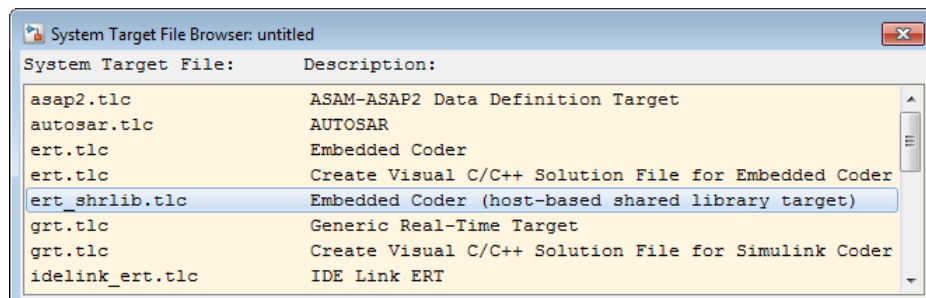 System Target File Browser: untitled
System Target File: Description:
asap2.tlc ASAM-ASAP2 Data Definition Target
autosar.tlc AUTOSAR
ert.tlc Embedded Coder
ert.tlc Create Visual C/C++ Solution File for Embedded Coder
ert_shrlib.tlc Embedded Coder (host-based shared library target)
grt.tlc Generic Real-Time Target
grt.tlc Create Visual C/C++ Solution File for Simulink Coder
idelink_ert.tlc IDE Link ERT